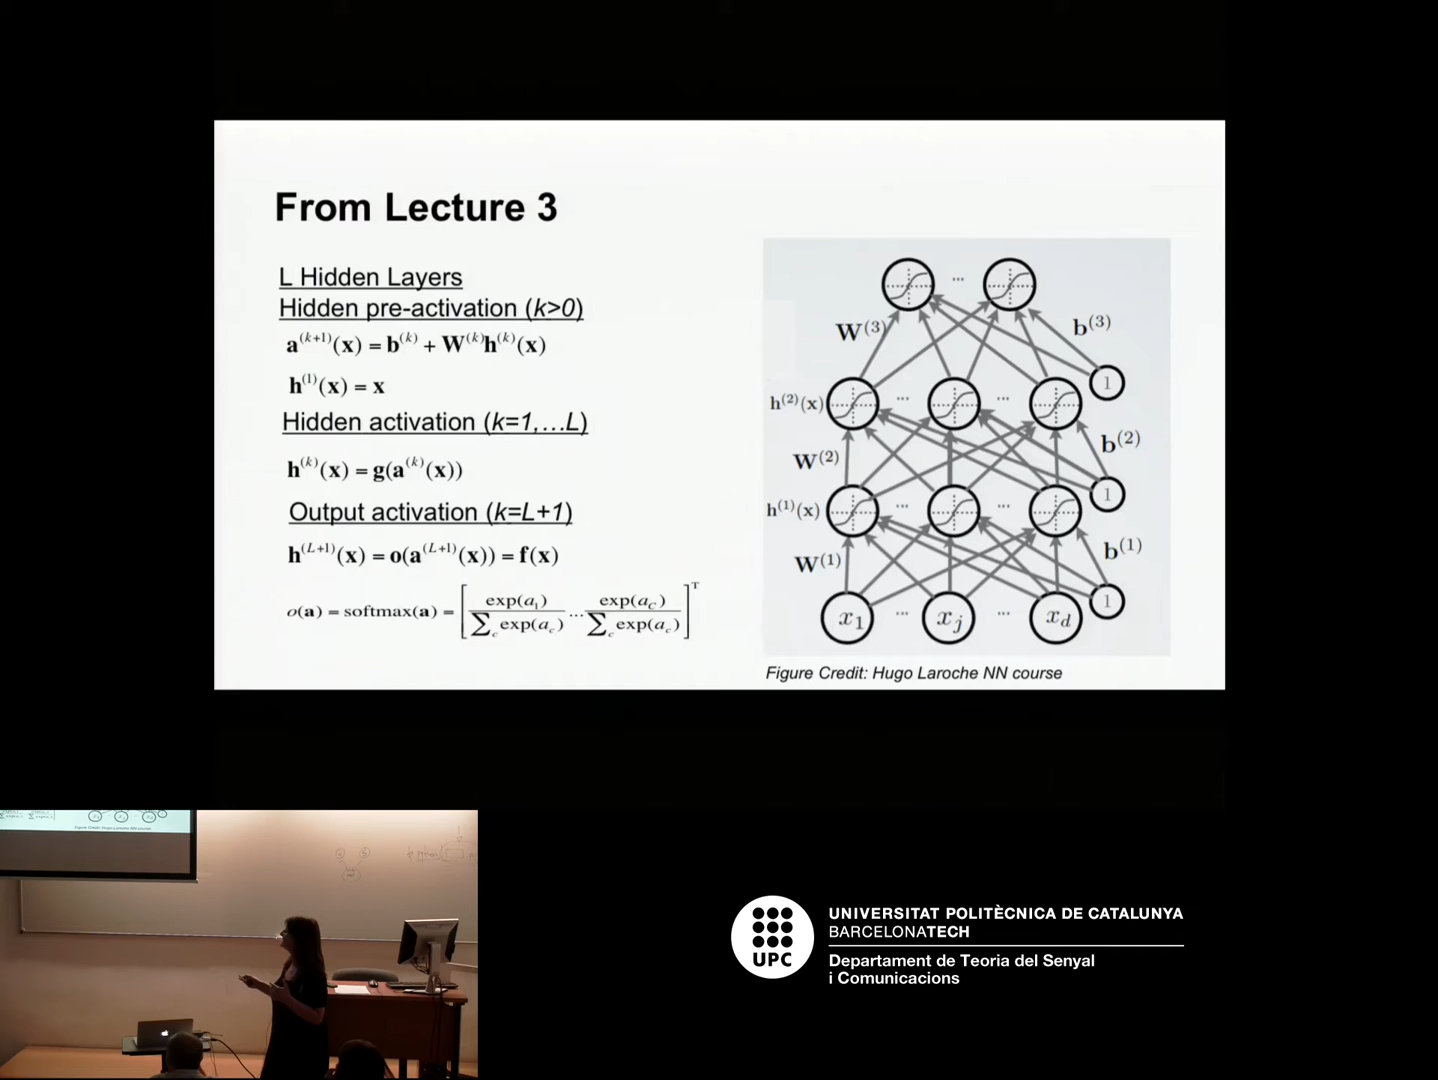 From Lecture 3
L Hidden Layers
Hidden pre-activation (k>0)
a^(k+1)(x) = b^(k) + W^(k)h^(k)(x)
h^(1)(x) = x
Hidden activation (k=1,…L)
h^(k)(x) = g(a^(k)(x))
Output activation (k=L+1)
h^(L+1)(x) = o(a^(L+1)(x)) = f(x)
o(a) = softmax(a) = [exp(a_1)/∑_c exp(a_c) ... exp(a_C)/∑_c exp(a_c)]^T
...
W^(3) b^(3)
1
h^(2)(x) ... ...
W^(2) b^(2)
1
h^(1)(x) ... ...
W^(1) b^(1)
1
x_1 ... x_j ... x_d
Figure Credit: Hugo Laroche NN course
UPC
UNIVERSITAT POLITÈCNICA DE CATALUNYA
BARCELONATECH
Departament de Teoria del Senyal
i Comunicacions